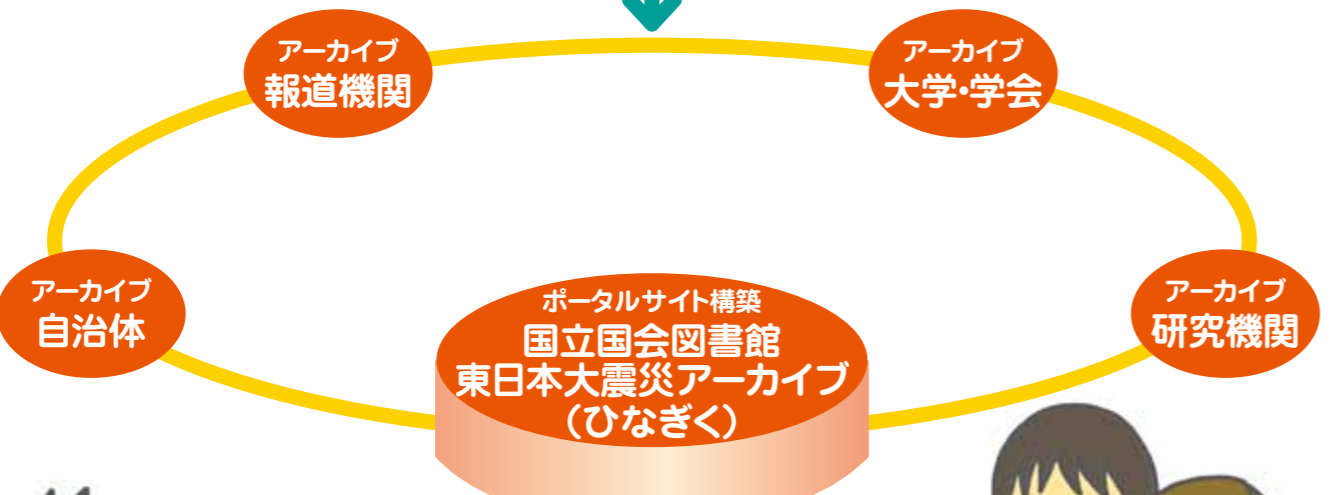 アーカイブ
報道機関
アーカイブ
大学・学会
アーカイブ
自治体
アーカイブ
研究機関
ポータルサイト構築
国立国会図書館
東日本大震災アーカイブ
（ひなぎく）